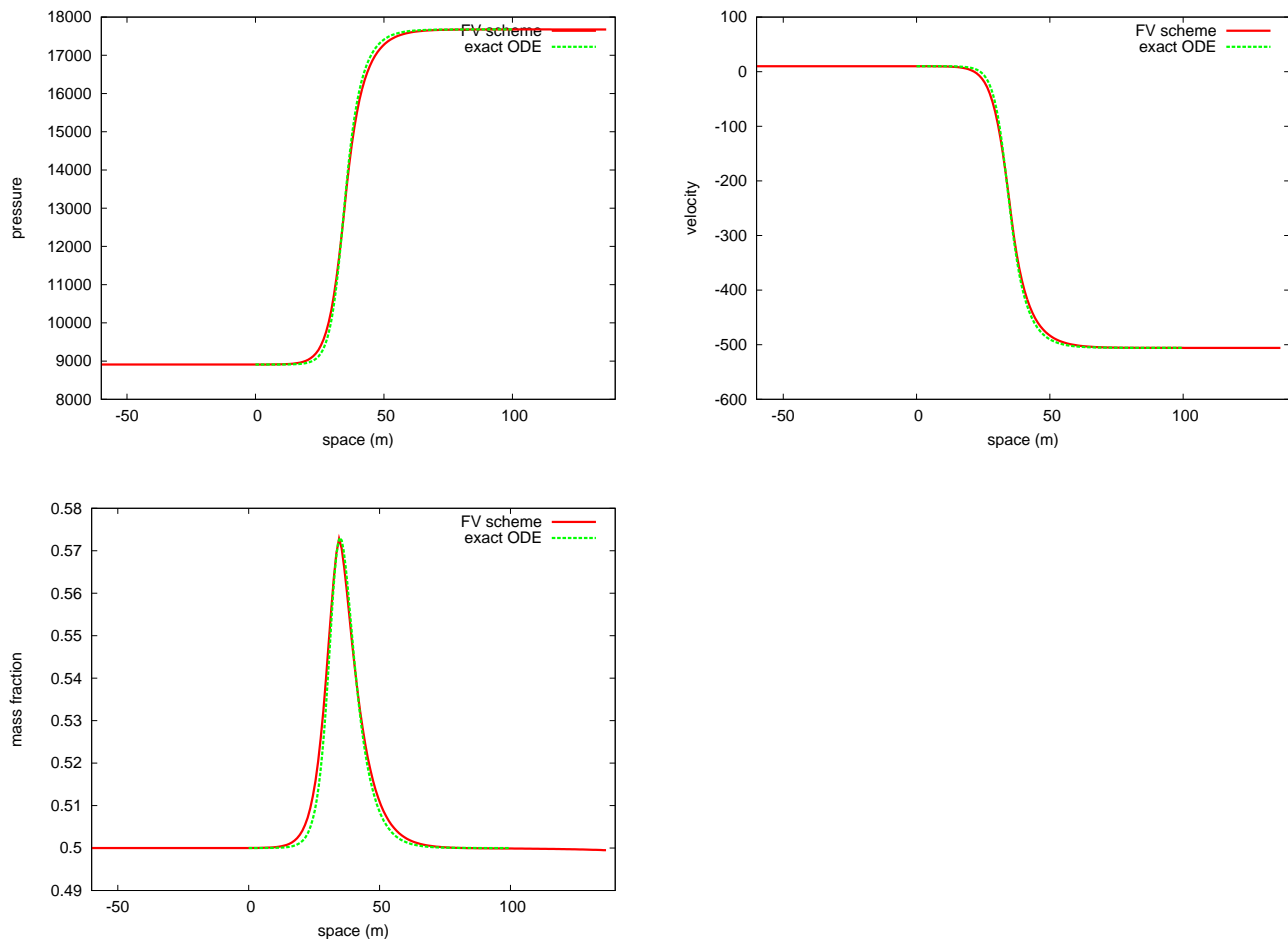 18000
17000
16000
15000
14000
13000
12000
11000
10000
9000
8000
pressure
-50 0 50 100
space (m)
FV scheme
exact ODE
100
0
-100
-200
-300
-400
-500
-600
velocity
-50 0 50 100
space (m)
FV scheme
exact ODE
0.58
0.57
0.56
0.55
0.54
0.53
0.52
0.51
0.5
0.49
mass fraction
-50 0 50 100
space (m)
FV scheme
exact ODE